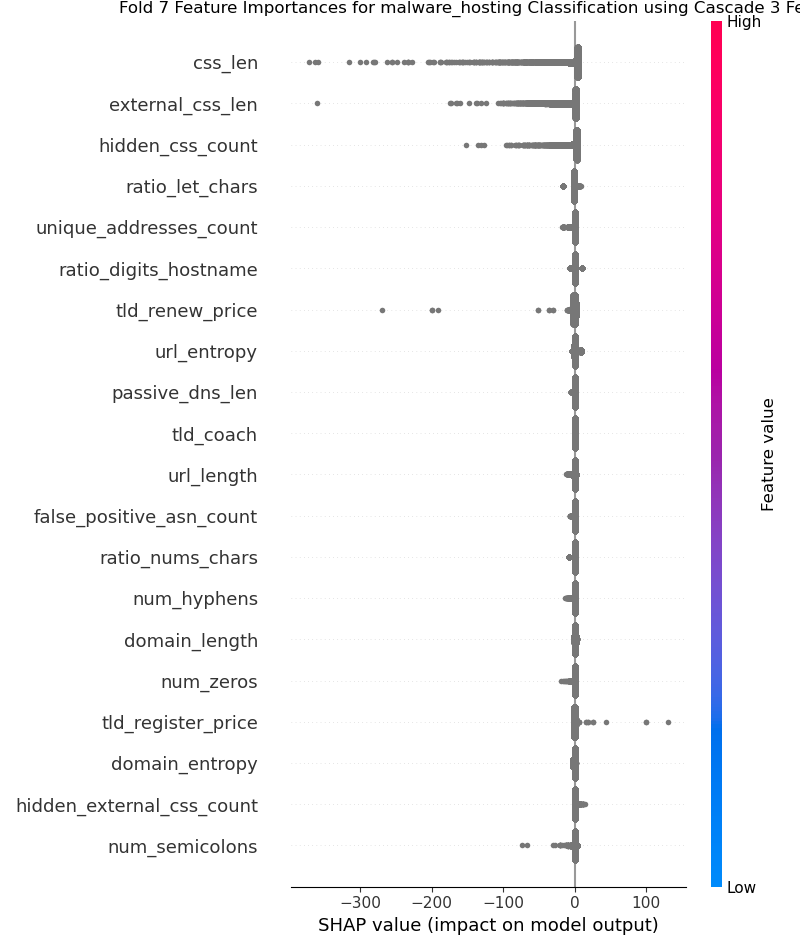 Fold 7 Feature Importances for malware_hosting Classification using Cascade 3 Fe
High
css_len
external_css_len
hidden_css_count
ratio_let_chars
unique_addresses_count
ratio_digits_hostname
tld_renew_price
url_entropy
passive_dns_len
tld_coach
url_length
false_positive_asn_count
ratio_nums_chars
num_hyphens
domain_length
num_zeros
tld_register_price
domain_entropy
hidden_external_css_count
num_semicolons
Feature value
Low
−300 −200 −100 0 100
SHAP value (impact on model output)